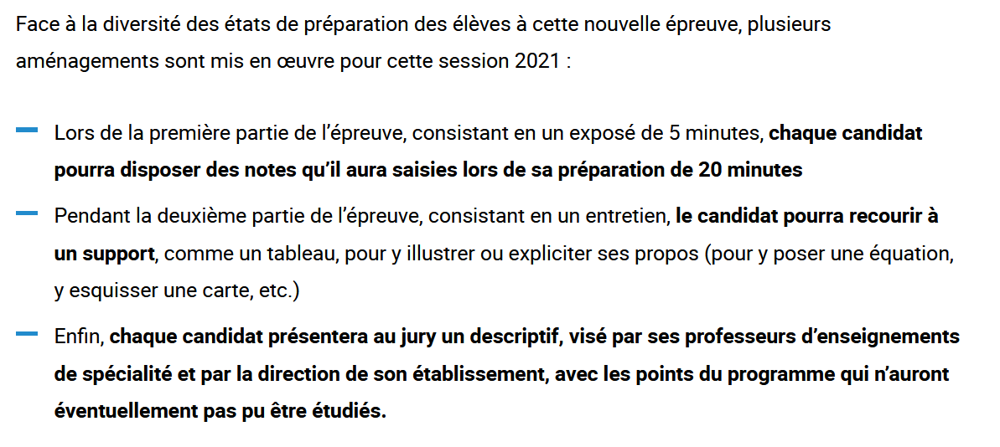 Face à la diversité des états de préparation des élèves à cette nouvelle épreuve, plusieurs
aménagements sont mis en œuvre pour cette session 2021 :
Lors de la première partie de l’épreuve, consistant en un exposé de 5 minutes, chaque candidat
pourra disposer des notes qu’il aura saisies lors de sa préparation de 20 minutes
Pendant la deuxième partie de l’épreuve, consistant en un entretien, le candidat pourra recourir à
un support, comme un tableau, pour y illustrer ou expliciter ses propos (pour y poser une équation,
y esquisser une carte, etc.)
Enfin, chaque candidat présentera au jury un descriptif, visé par ses professeurs d’enseignements
de spécialité et par la direction de son établissement, avec les points du programme qui n’auront
éventuellement pas pu être étudiés.